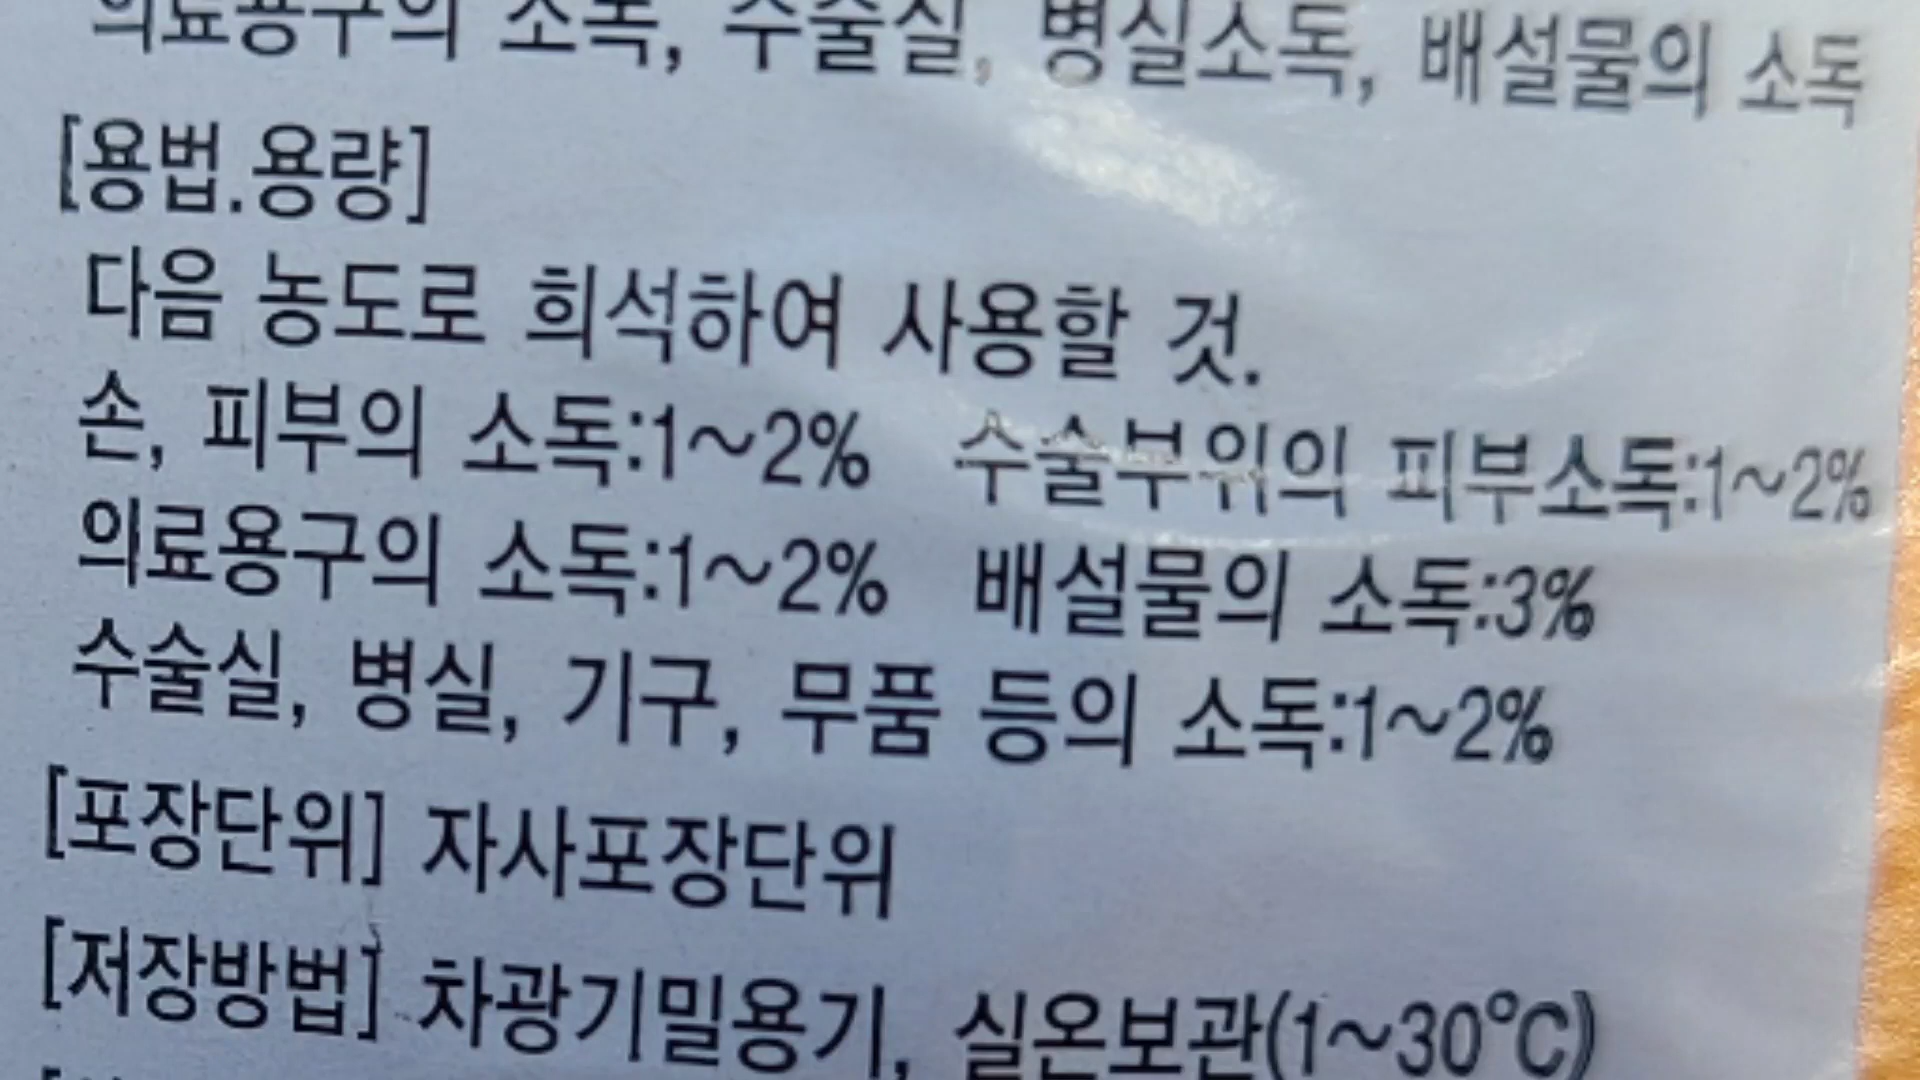 의료용구의 소독, 수술실, 병실소독, 배설물의 소독
[용법.용량]
다음 농도로 희석하여 사용할 것.
손, 피부의 소독:1~2% 수술부위의 피부소독:1~2%
의료용구의 소독:1~2% 배설물의 소독:3%
수술실, 병실, 기구, 무품 등의 소독:1~2%
[포장단위] 자사포장단위
[저장방법] 차광기밀용기, 실온보관(1~30℃)